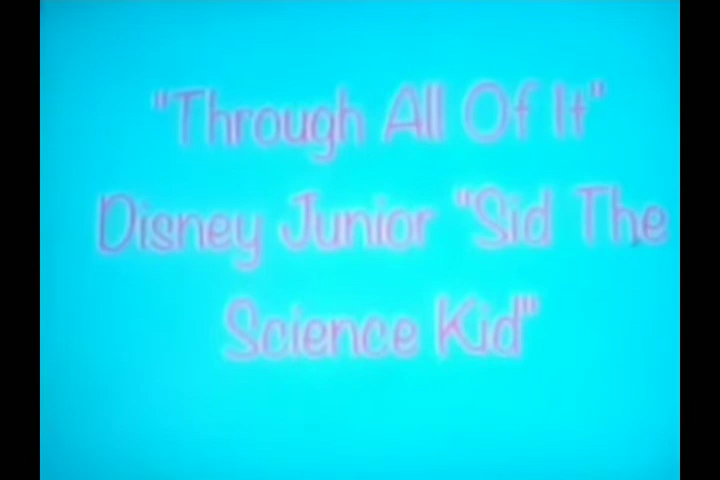 "Through All Of It"
Disney Junior "Sid The
Science Kid"